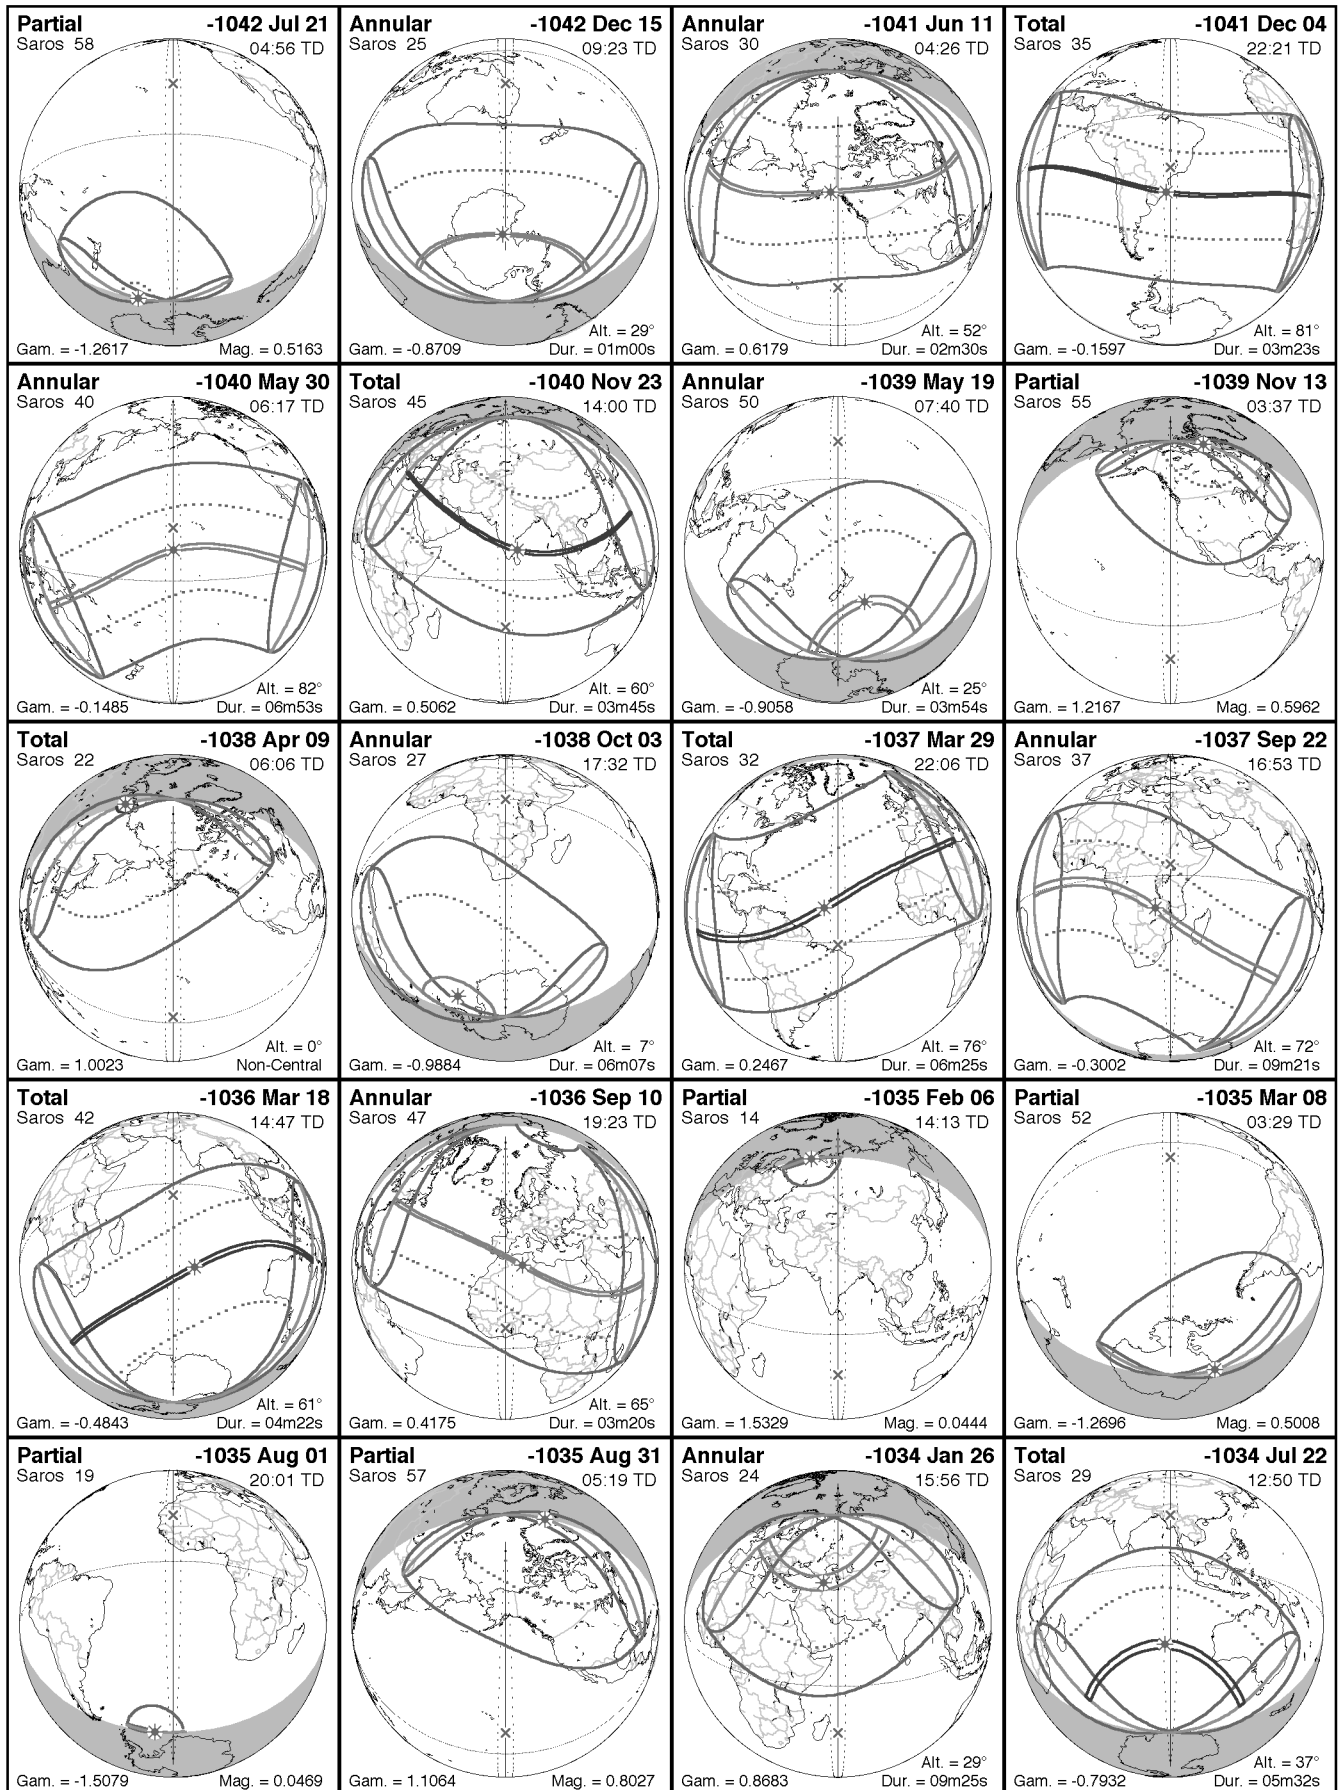 Partial -1042 Jul 21
Saros 58 04:56 TD
Gam. = -1.2617 Mag. = 0.5163
Annular -1042 Dec 15
Saros 25 09:23 TD
Alt. = 29°
Gam. = -0.8709 Dur. = 01m00s
Annular -1041 Jun 11
Saros 30 04:26 TD
Alt. = 52°
Gam. = 0.6179 Dur. = 02m30s
Total -1041 Dec 04
Saros 35 22:21 TD
Alt. = 81°
Gam. = -0.1597 Dur. = 03m23s
Annular -1040 May 30
Saros 40 06:17 TD
Alt. = 82°
Gam. = -0.1485 Dur. = 06m53s
Total -1040 Nov 23
Saros 45 14:00 TD
Alt. = 60°
Gam. = 0.5062 Dur. = 03m45s
Annular -1039 May 19
Saros 50 07:40 TD
Alt. = 25°
Gam. = -0.9058 Dur. = 03m54s
Partial -1039 Nov 13
Saros 55 03:37 TD
Gam. = 1.2167 Mag. = 0.5962
Total -1038 Apr 09
Saros 22 06:06 TD
Alt. = 0°
Gam. = 1.0023 Non-Central
Annular -1038 Oct 03
Saros 27 17:32 TD
Alt. = 7°
Gam. = -0.9884 Dur. = 06m07s
Total -1037 Mar 29
Saros 32 22:06 TD
Alt. = 76°
Gam. = 0.2467 Dur. = 06m25s
Annular -1037 Sep 22
Saros 37 16:53 TD
Alt. = 72°
Gam. = -0.3002 Dur. = 09m21s
Total -1036 Mar 18
Saros 42 14:47 TD
Alt. = 61°
Gam. = -0.4843 Dur. = 04m22s
Annular -1036 Sep 10
Saros 47 19:23 TD
Alt. = 65°
Gam. = 0.4175 Dur. = 03m20s
Partial -1035 Feb 06
Saros 14 14:13 TD
Gam. = 1.5329 Mag. = 0.0444
Partial -1035 Mar 08
Saros 52 03:29 TD
Gam. = -1.2696 Mag. = 0.5008
Partial -1035 Aug 01
Saros 19 20:01 TD
Gam. = -1.5079 Mag. = 0.0469
Partial -1035 Aug 31
Saros 57 05:19 TD
Gam. = 1.1064 Mag. = 0.8027
Annular -1034 Jan 26
Saros 24 15:56 TD
Alt. = 29°
Gam. = 0.8683 Dur. = 09m25s
Total -1034 Jul 22
Saros 29 12:50 TD
Alt. = 37°
Gam. = -0.7932 Dur. = 05m32s